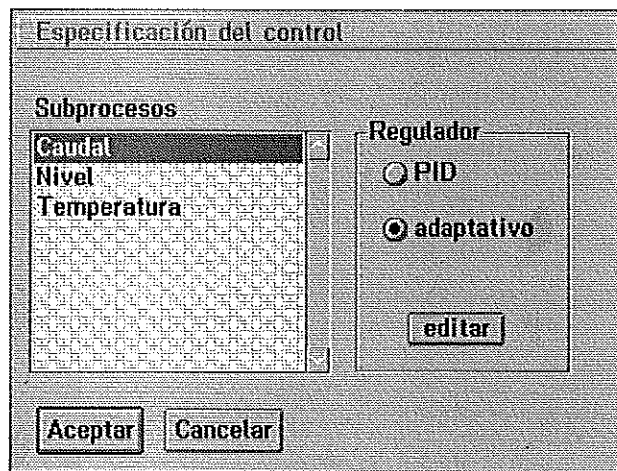 Especificación del control
Subprocesos
Caudal
Nivel
Temperatura
Regulador
PID
adaptativo
editar
Aceptar
Cancelar